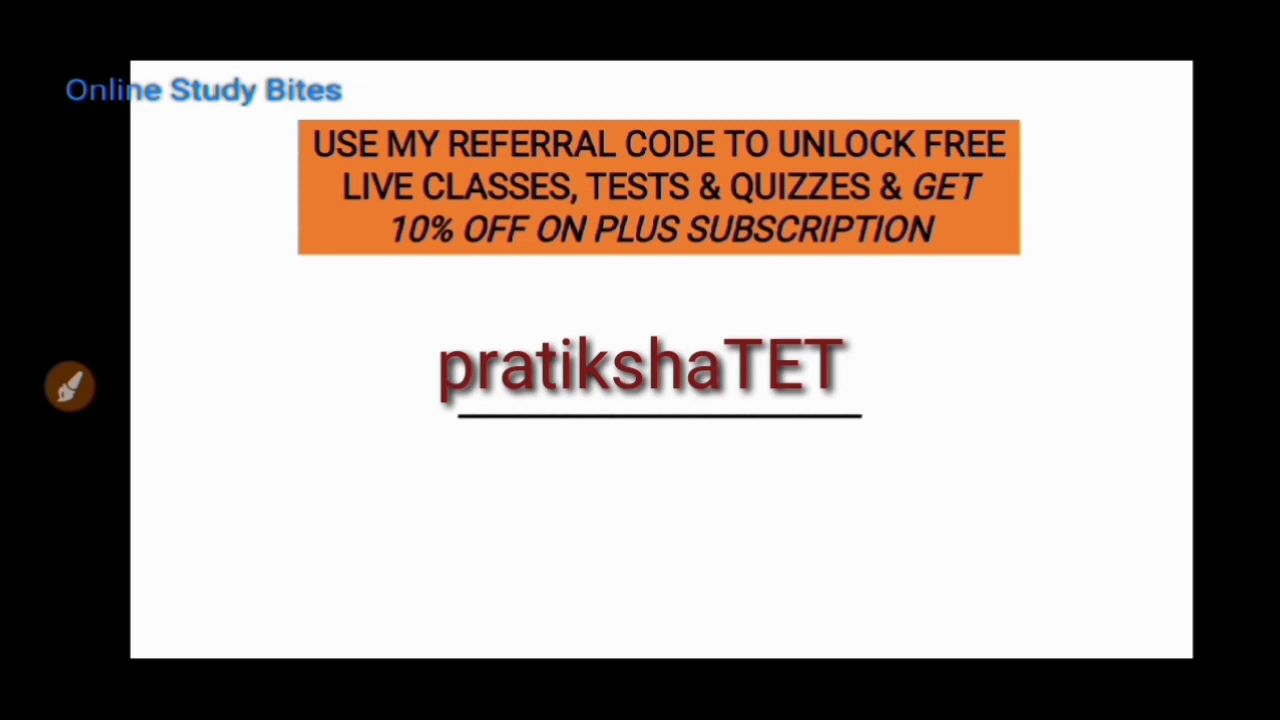 Online Study Bites
USE MY REFERRAL CODE TO UNLOCK FREE
LIVE CLASSES, TESTS & QUIZZES & GET
10% OFF ON PLUS SUBSCRIPTION
pratikshaTET